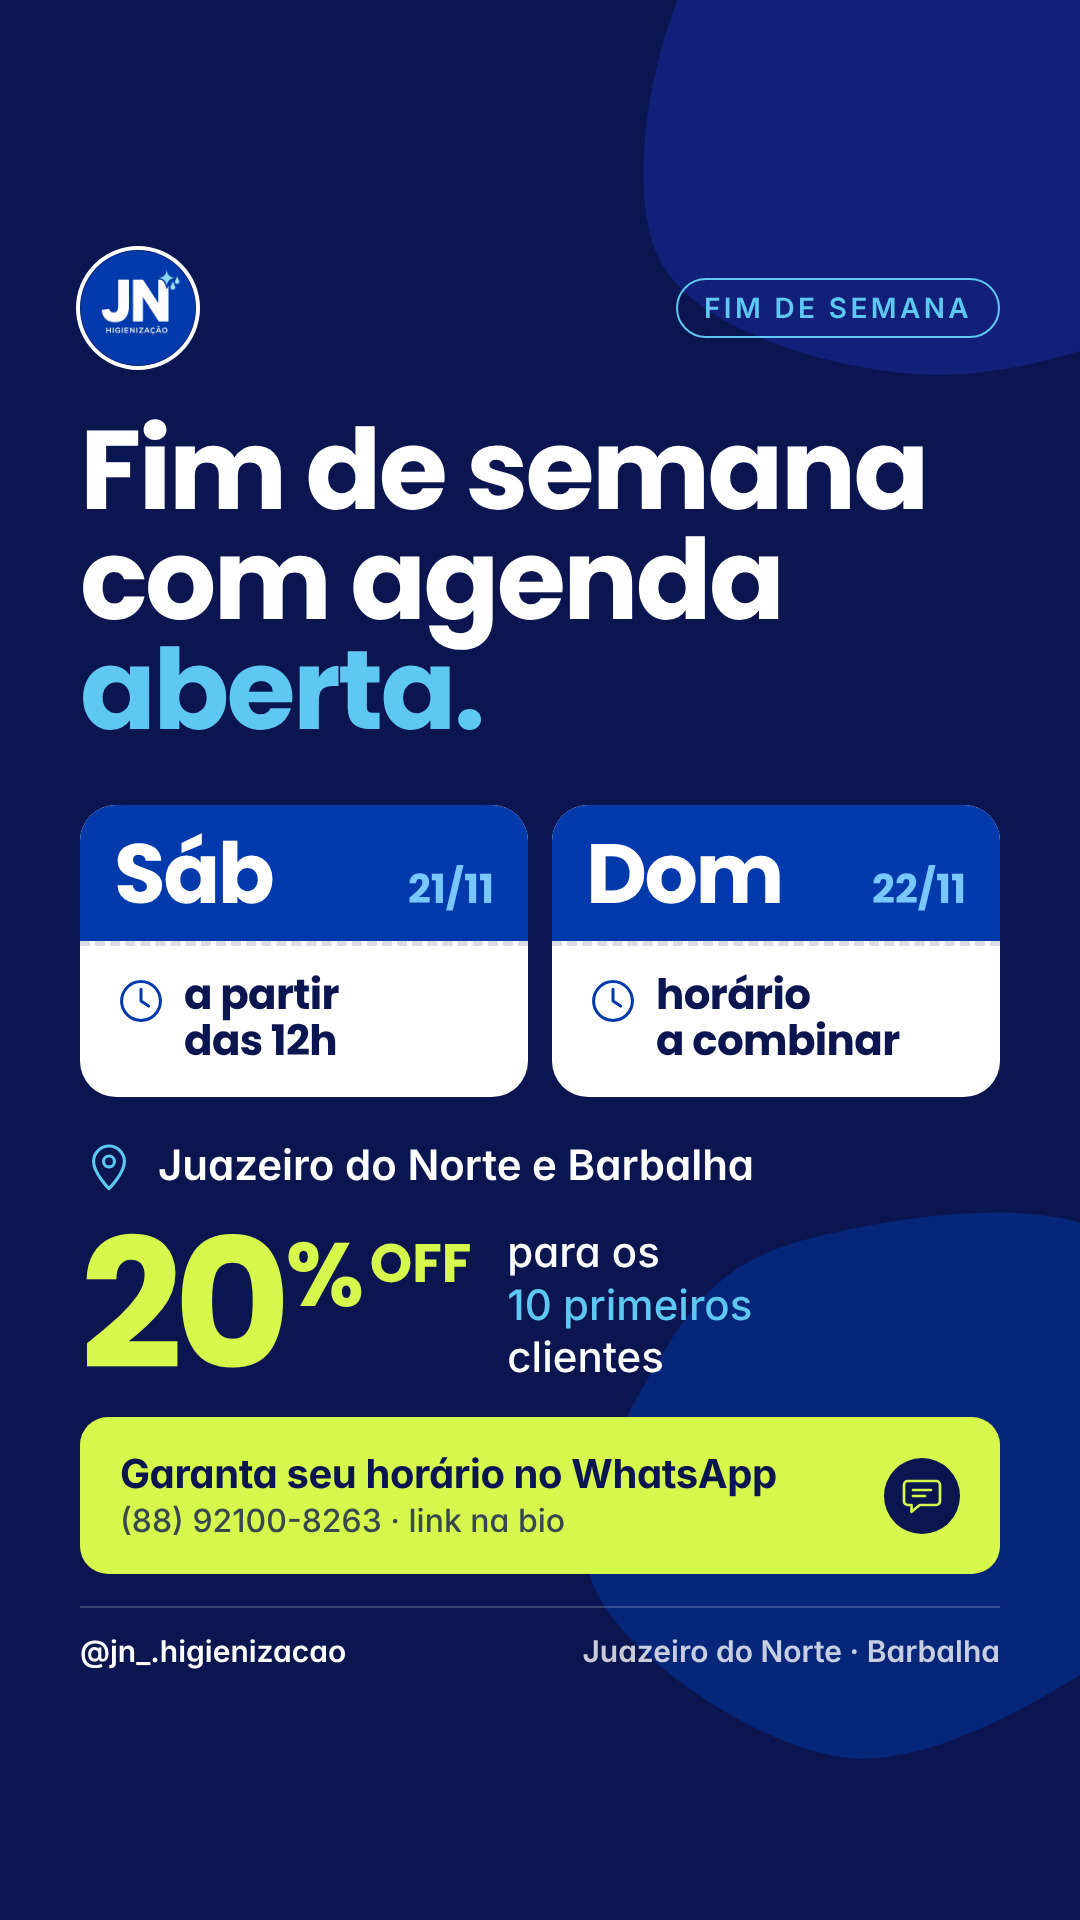 JN
HIGIENIZAÇÃO
FIM DE SEMANA
Fim de semana
com agenda
aberta.
Sáb 21/11
a partir
das 12h
Dom 22/11
horário
a combinar
Juazeiro do Norte e Barbalha
20% OFF
para os
10 primeiros
clientes
Garanta seu horário no WhatsApp
(88) 92100-8263 · link na bio
@jn_.higienizacao
Juazeiro do Norte · Barbalha